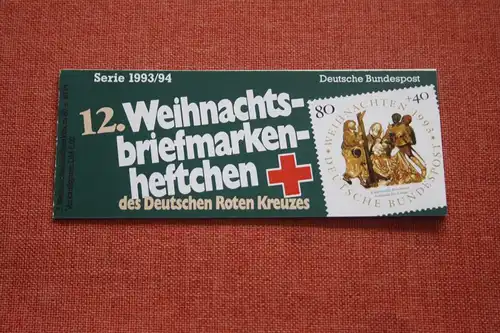 Serie 1993/94
Deutsche Bundespost
12. Weihnachts-
briefmarken-
heftchen
des Deutschen Roten Kreuzes
80 +40
WEIHNACHTEN 1993
DEUTSCHE BUNDESPOST